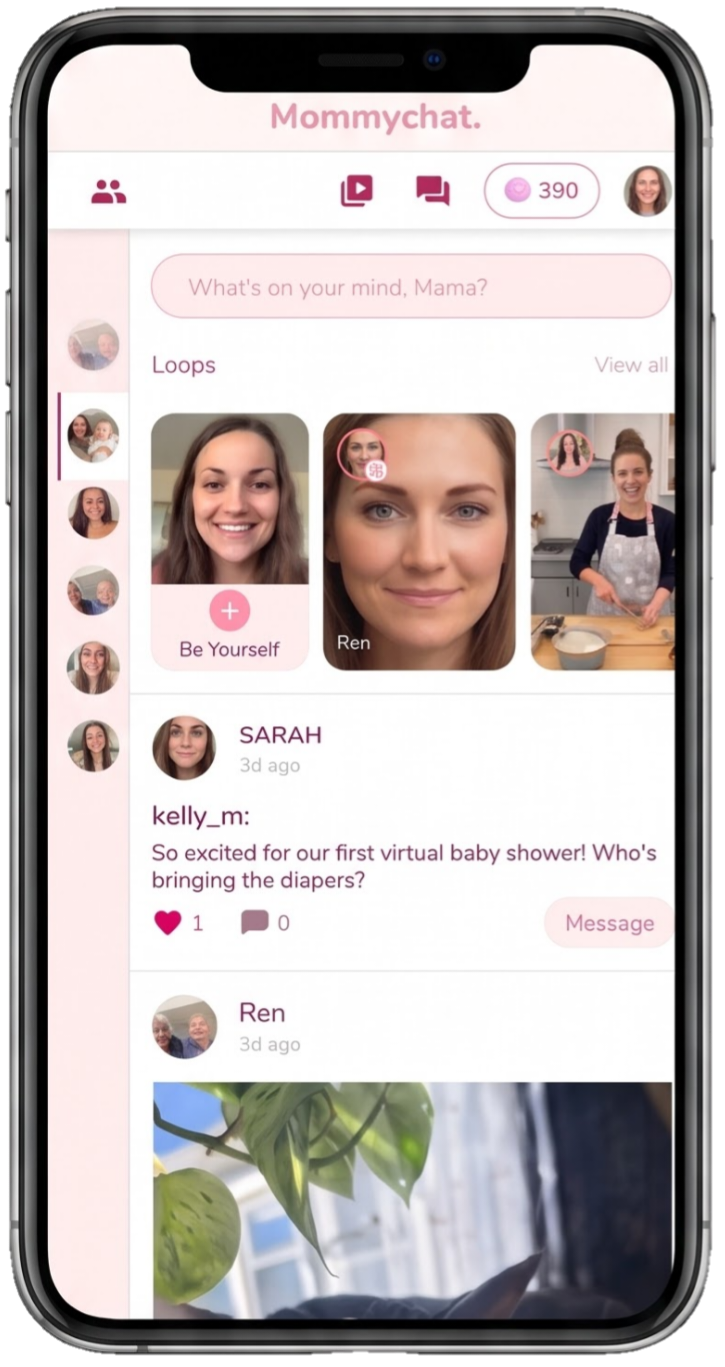 Mommychat.
390
What's on your mind, Mama?
Loops
View all
Be Yourself
Ren
SARAH
3d ago
kelly_m:
So excited for our first virtual baby shower! Who's
bringing the diapers?
1
0
Message
Ren
3d ago